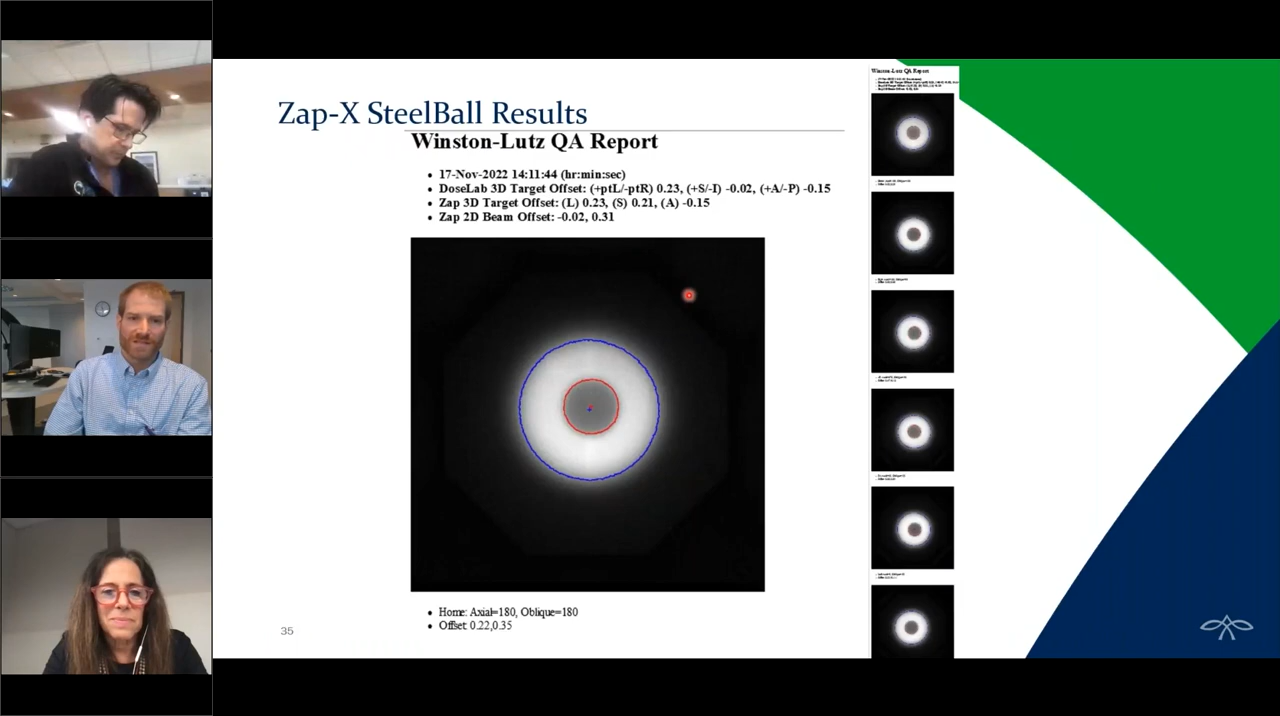 Zap-X SteelBall Results
Winston-Lutz QA Report
• 17-Nov-2022 14:11:44 (hr:min:sec)
• DoseLab 3D Target Offset: (+ptL/-ptR) 0.23, (+S/-I) -0.02, (+A/-P) -0.15
• Zap 3D Target Offset: (L) 0.23, (S) 0.21, (A) -0.15
• Zap 2D Beam Offset: -0.02, 0.31
• Home: Axial=180, Oblique=180
• Offset: 0.22,0.35
35
Winston-Lutz QA Report